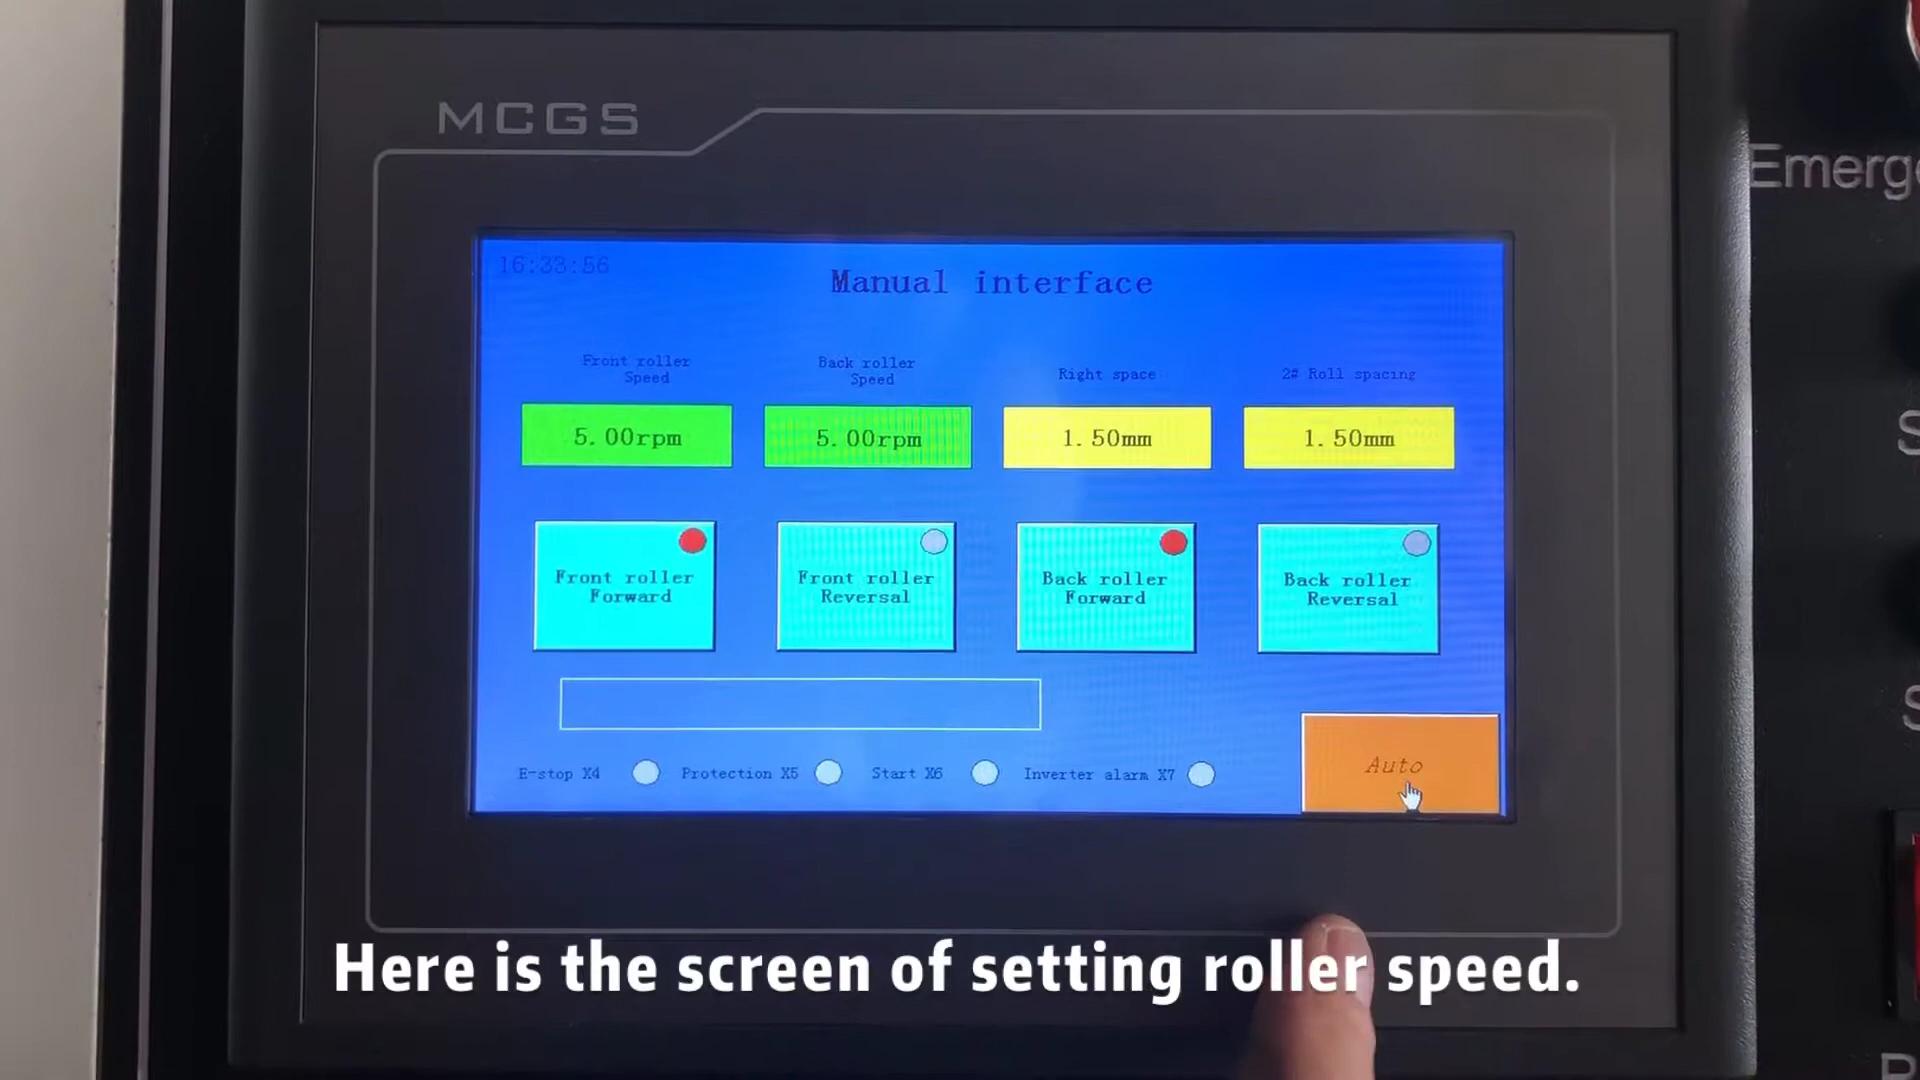 MCGS
Emerg
16:33:56
Manual interface
Front roller
Speed
Back roller
Speed
Right space
2# Roll spacing
5.00rpm
5.00rpm
1.50mm
1.50mm
S
Front roller
Forward
Front roller
Reversal
Back roller
Forward
Back roller
Reversal
S
Auto
E-stop X4
Protection X5
Start X6
Inverter alarm X7
Here is the screen of setting roller speed.